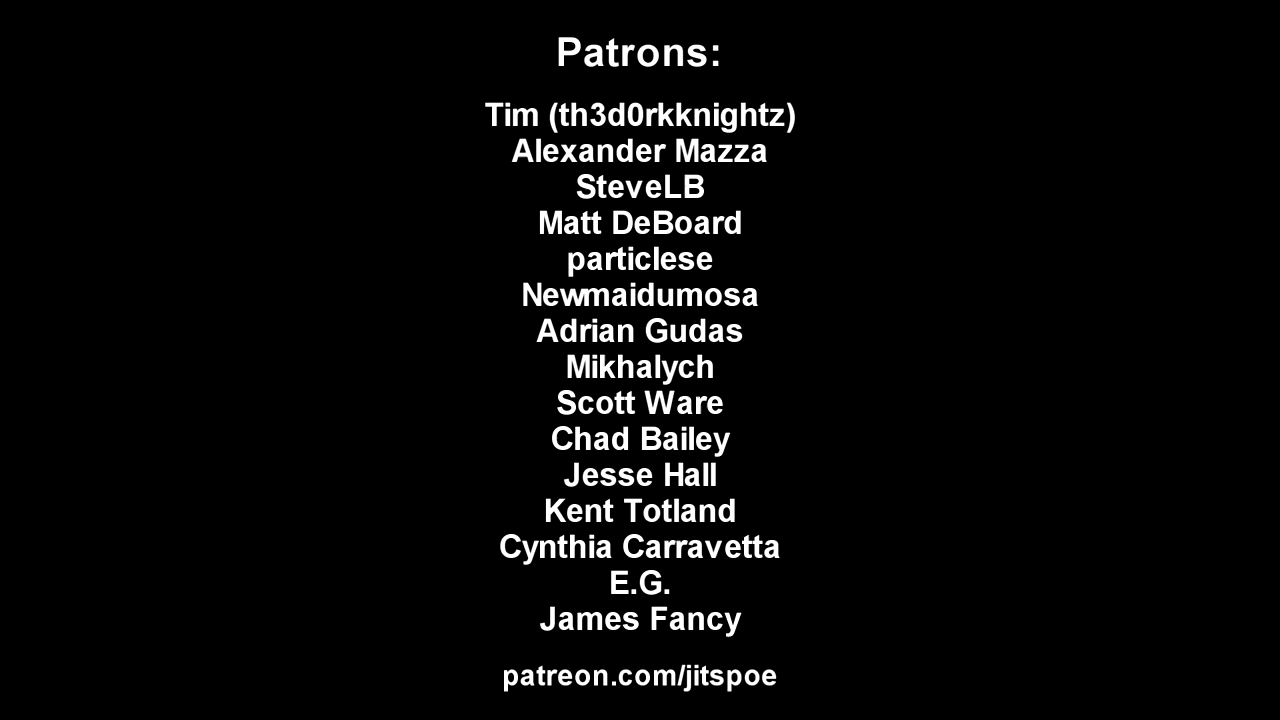 Patrons:
Tim (th3d0rkknightz)
Alexander Mazza
SteveLB
Matt DeBoard
particlese
Newmaidumosa
Adrian Gudas
Mikhalych
Scott Ware
Chad Bailey
Jesse Hall
Kent Totland
Cynthia Carravetta
E.G.
James Fancy
patreon.com/jitspoe